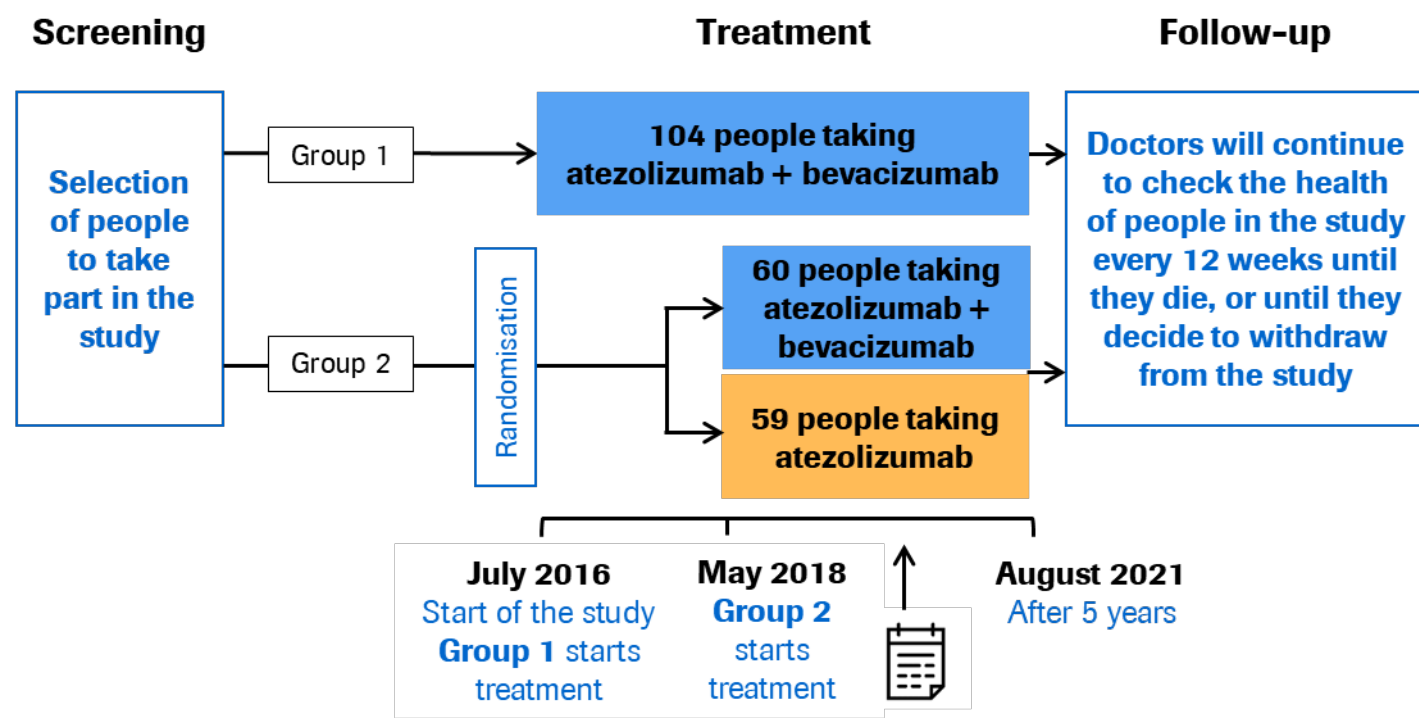 Screening
Treatment
Follow-up
Selection
of people
to take
part in the
study
Group 1
104 people taking
atezolizumab + bevacizumab
Group 2
Randomisation
60 people taking
atezolizumab +
bevacizumab
59 people taking
atezolizumab
Doctors will continue
to check the health
of people in the study
every 12 weeks until
they die, or until they
decide to withdraw
from the study
July 2016
Start of the study
Group 1 starts
treatment
May 2018
Group 2
starts
treatment
August 2021
After 5 years